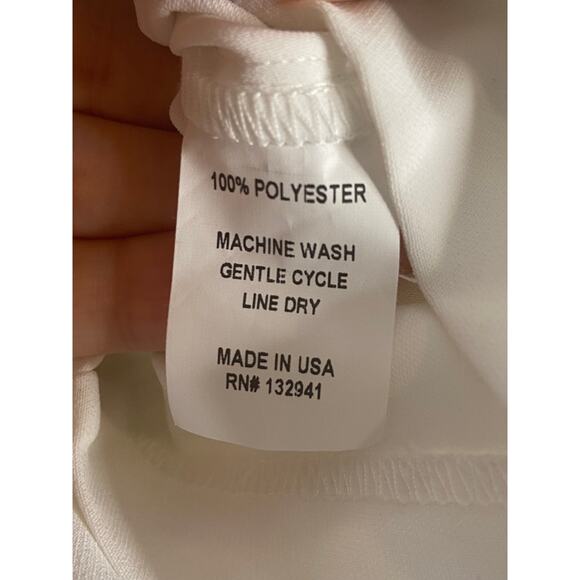 100% POLYESTER
MACHINE WASH
GENTLE CYCLE
LINE DRY
MADE IN USA
RN# 132941